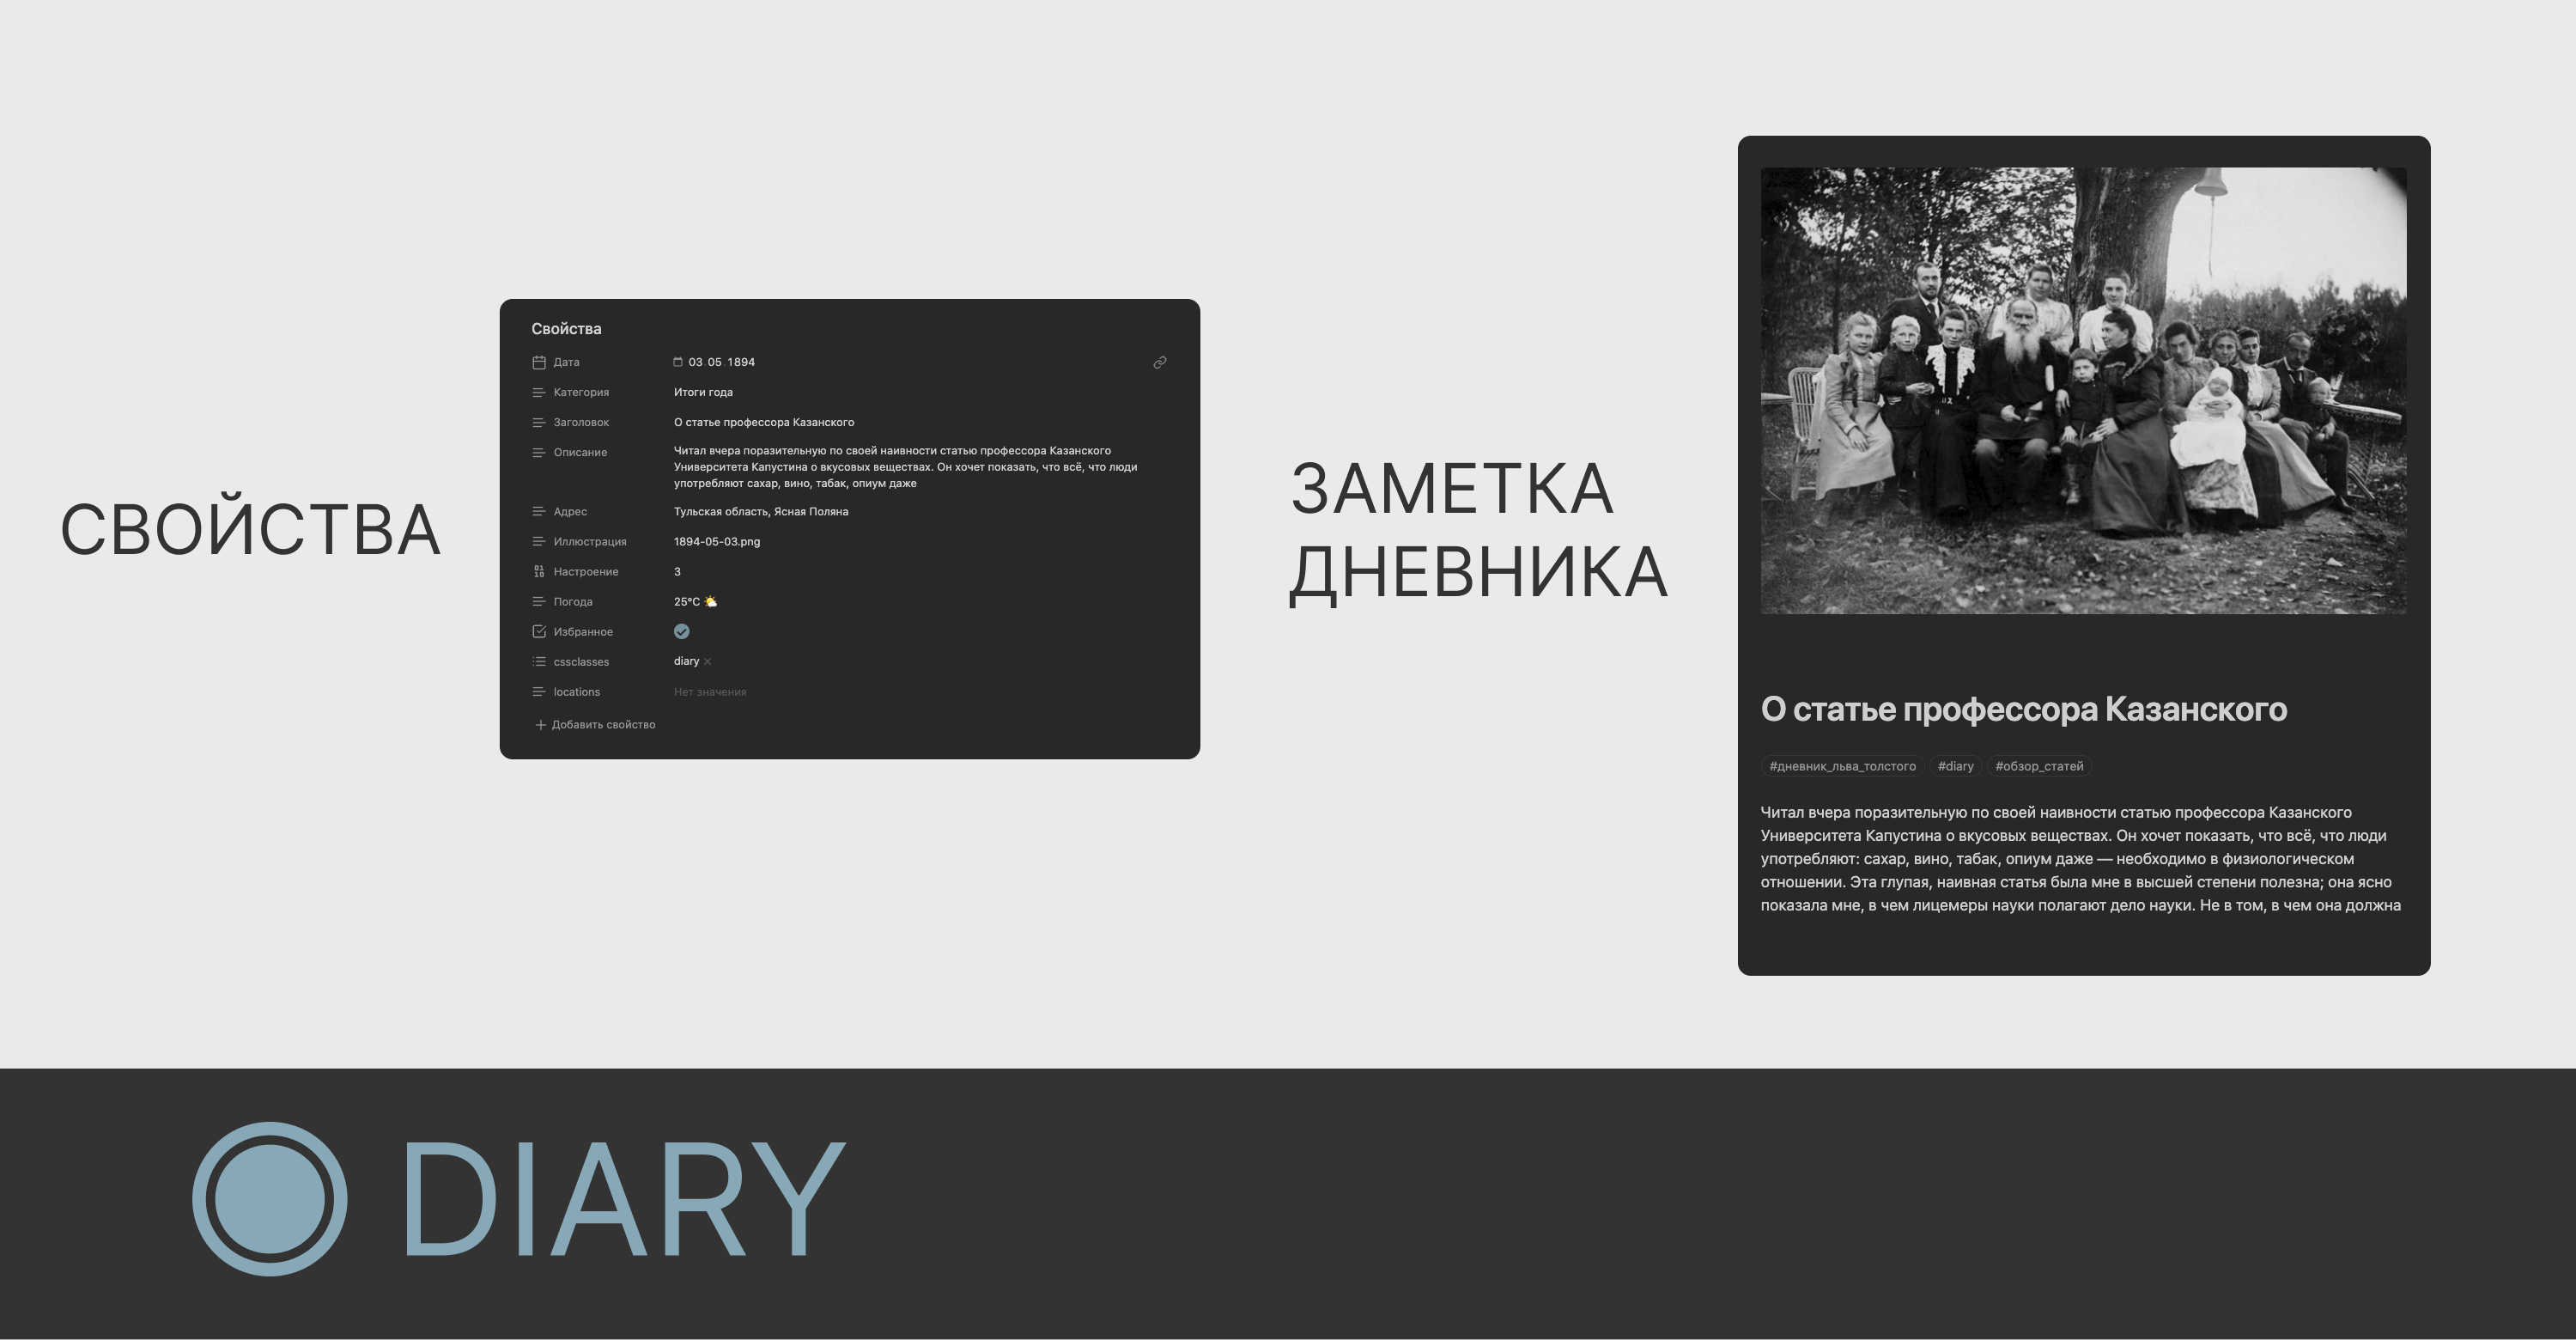 СВОЙСТВА
Свойства
Дата 03.05.1894
Категория Итоги года
Заголовок О статье профессора Казанского
Описание Читал вчера поразительную по своей наивности статью профессора Казанского
Университета Капустина о вкусовых веществах. Он хочет показать, что всё, что люди
употребляют сахар, вино, табак, опиум даже
Адрес Тульская область, Ясная Поляна
Иллюстрация 1894-05-03.png
Настроение 3
Погода 25°C 🌤️
Избранное
cssclasses diary ×
locations Нет значения
+ Добавить свойство
ЗАМЕТКА
ДНЕВНИКА
О статье профессора Казанского
#дневник_льва_толстого #diary #обзор_статей
Читал вчера поразительную по своей наивности статью профессора Казанского
Университета Капустина о вкусовых веществах. Он хочет показать, что всё, что люди
употребляют: сахар, вино, табак, опиум даже — необходимо в физиологическом
отношении. Эта глупая, наивная статья была мне в высшей степени полезна; она ясно
показала мне, в чем лицемеры науки полагают дело науки. Не в том, в чем она должна
DIARY